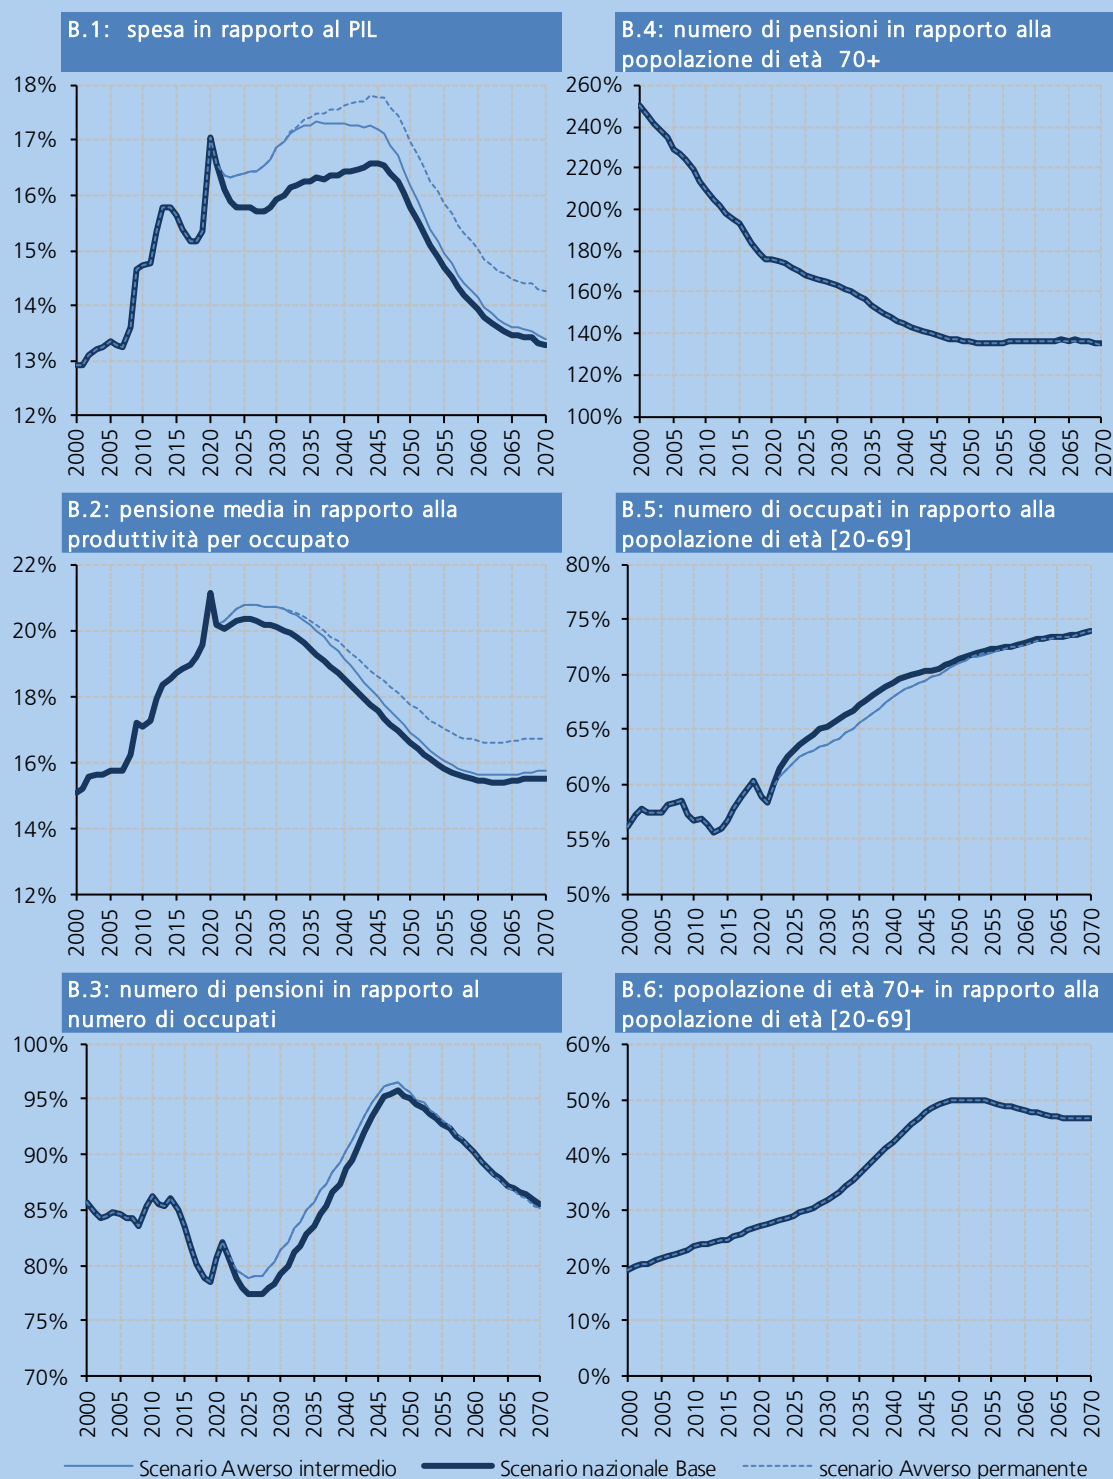 B.1: spesa in rapporto al PIL
18%
17%
16%
15%
14%
13%
12%
2000 2005 2010 2015 2020 2025 2030 2035 2040 2045 2050 2055 2060 2065 2070
B.4: numero di pensioni in rapporto alla
popolazione di età 70+
260%
240%
220%
200%
180%
160%
140%
120%
100%
2000 2005 2010 2015 2020 2025 2030 2035 2040 2045 2050 2055 2060 2065 2070
B.2: pensione media in rapporto alla
produttività per occupato
22%
20%
18%
16%
14%
12%
2000 2005 2010 2015 2020 2025 2030 2035 2040 2045 2050 2055 2060 2065 2070
B.5: numero di occupati in rapporto alla
popolazione di età [20-69]
80%
75%
70%
65%
60%
55%
50%
2000 2005 2010 2015 2020 2025 2030 2035 2040 2045 2050 2055 2060 2065 2070
B.3: numero di pensioni in rapporto al
numero di occupati
100%
95%
90%
85%
80%
75%
70%
2000 2005 2010 2015 2020 2025 2030 2035 2040 2045 2050 2055 2060 2065 2070
B.6: popolazione di età 70+ in rapporto alla
popolazione di età [20-69]
60%
50%
40%
30%
20%
10%
0%
2000 2005 2010 2015 2020 2025 2030 2035 2040 2045 2050 2055 2060 2065 2070
Scenario Avverso intermedio Scenario nazionale Base scenario Avverso permanente